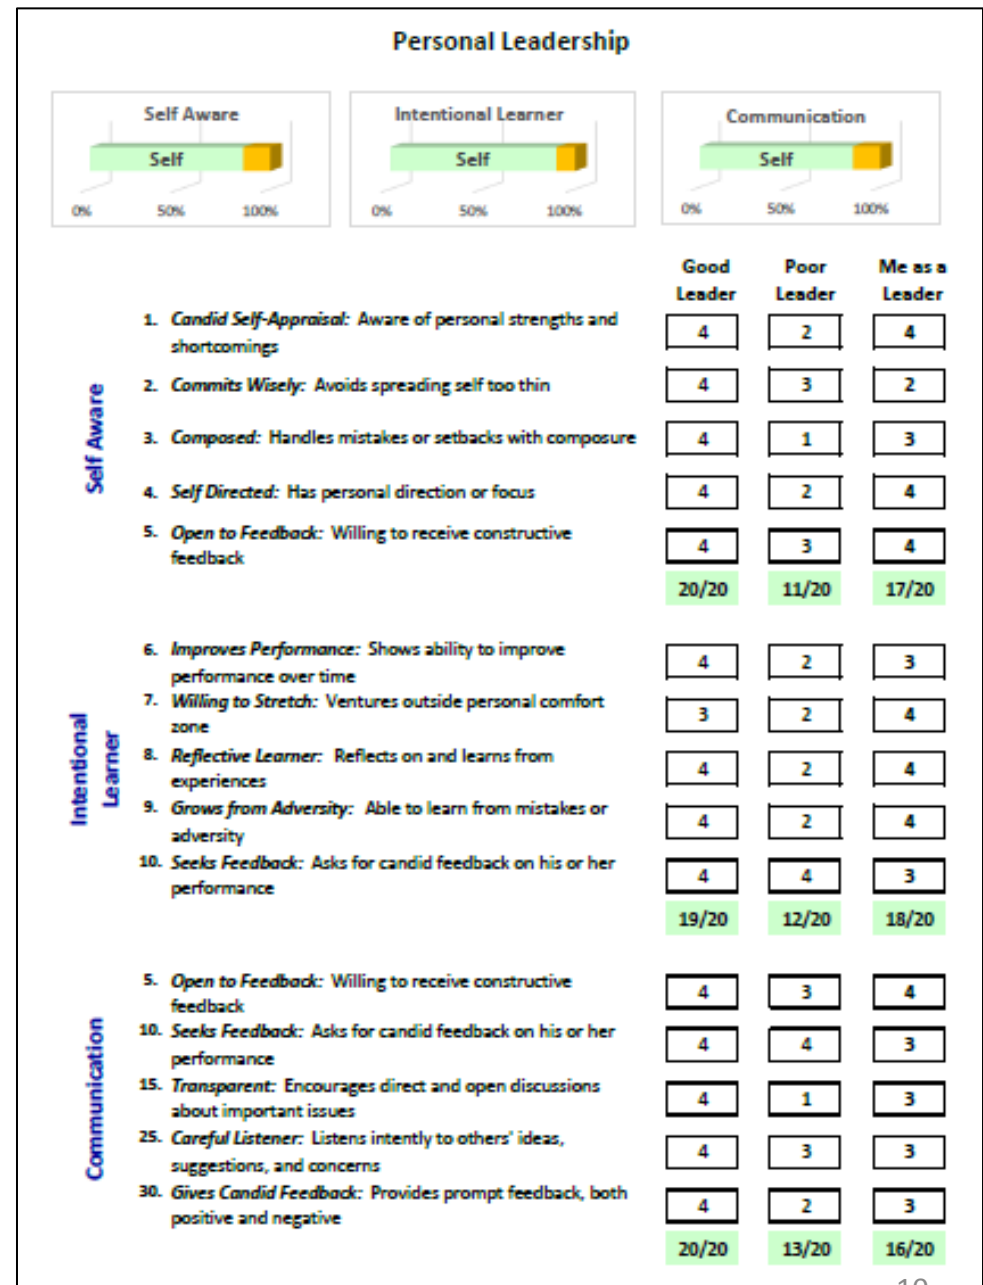 Personal Leadership
Self Aware
Self
0% 50% 100%
Intentional Learner
Self
0% 50% 100%
Communication
Self
0% 50% 100%
Good Leader Poor Leader Me as a Leader
Self Aware
1. Candid Self-Appraisal: Aware of personal strengths and
shortcomings
4 2 4
2. Commits Wisely: Avoids spreading self too thin 4 3 2
3. Composed: Handles mistakes or setbacks with composure 4 1 3
4. Self Directed: Has personal direction or focus 4 2 4
5. Open to Feedback: Willing to receive constructive
feedback
4 3 4
20/20 11/20 17/20
Intentional
Learner
6. Improves Performance: Shows ability to improve
performance over time
4 2 3
7. Willing to Stretch: Ventures outside personal comfort
zone
3 2 4
8. Reflective Learner: Reflects on and learns from
experiences
4 2 4
9. Grows from Adversity: Able to learn from mistakes or
adversity
4 2 4
10. Seeks Feedback: Asks for candid feedback on his or her
performance
4 4 3
19/20 12/20 18/20
Communication
5. Open to Feedback: Willing to receive constructive
feedback
4 3 4
10. Seeks Feedback: Asks for candid feedback on his or her
performance
4 4 3
15. Transparent: Encourages direct and open discussions
about important issues
4 1 3
25. Careful Listener: Listens intently to others' ideas,
suggestions, and concerns
4 3 3
30. Gives Candid Feedback: Provides prompt feedback, both
positive and negative
4 2 3
20/20 13/20 16/20